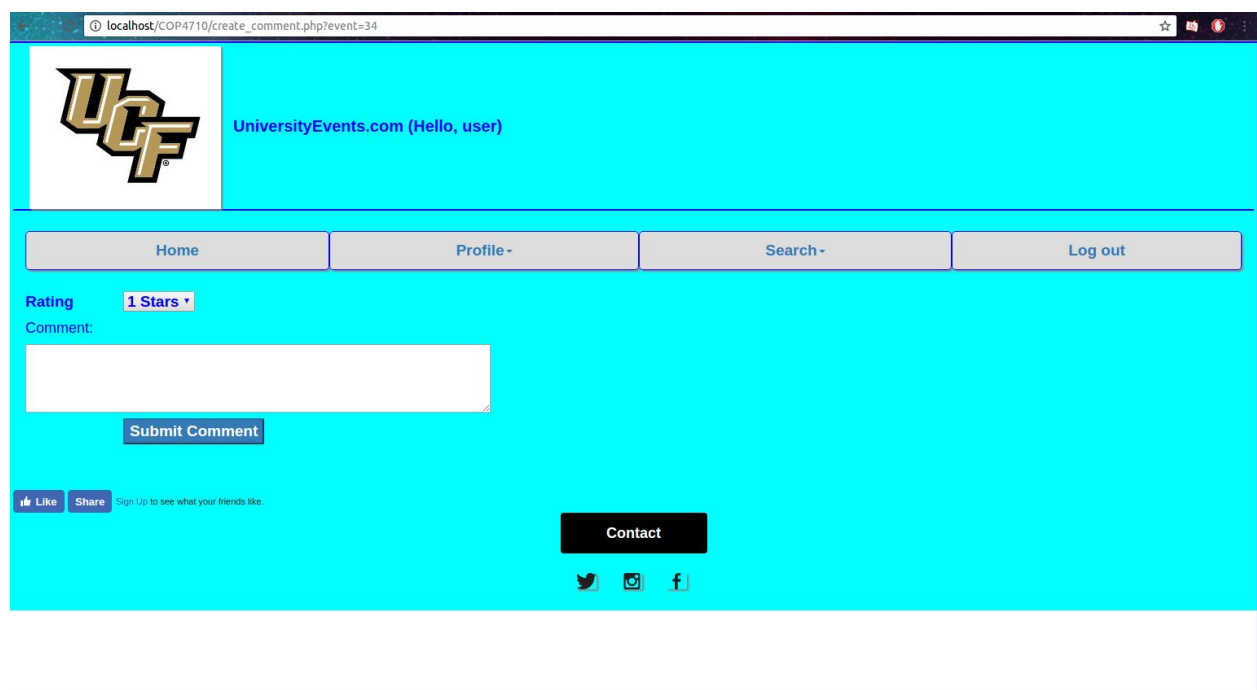 localhost/COP4710/create_comment.php?event=34
UCF®
UniversityEvents.com (Hello, user)
Home Profile Search Log out
Rating 1 Stars
Comment:
Submit Comment
Like Share Sign Up to see what your friends like.
Contact